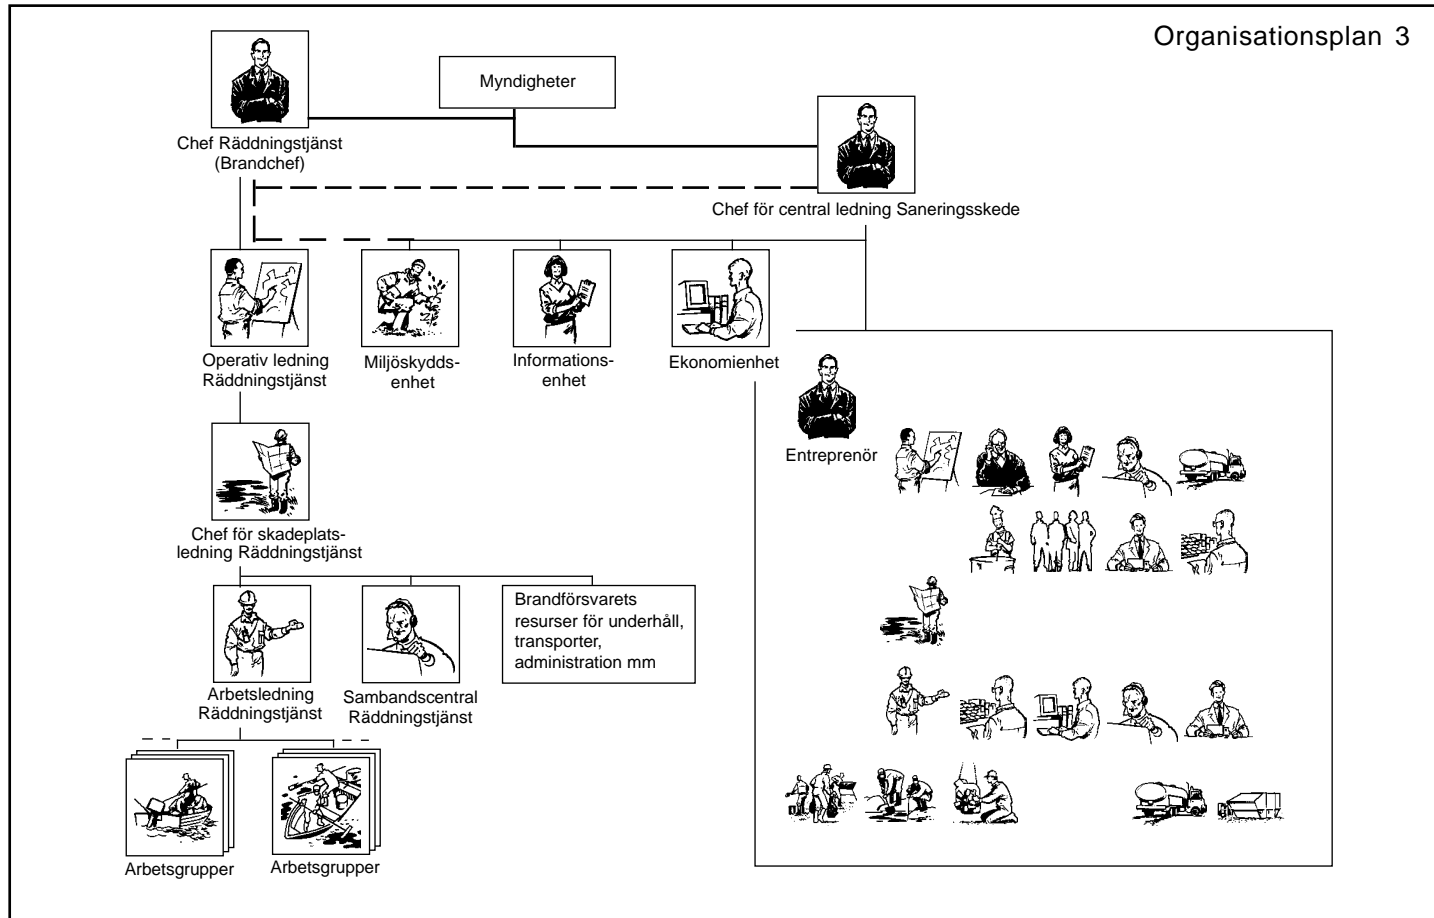 Organisationsplan 3
Myndigheter
Chef Räddningstjänst
(Brandchef)
Chef för central ledning Saneringsskede
Operativ ledning
Räddningstjänst
Miljöskydds-
enhet
Informations-
enhet
Ekonomienhet
Entreprenör
Chef för skadeplats-
ledning Räddningstjänst
Arbetsledning
Räddningstjänst
Sambandscentral
Räddningstjänst
Brandförsvarets
resurser för underhåll,
transporter,
administration mm
Arbetsgrupper
Arbetsgrupper